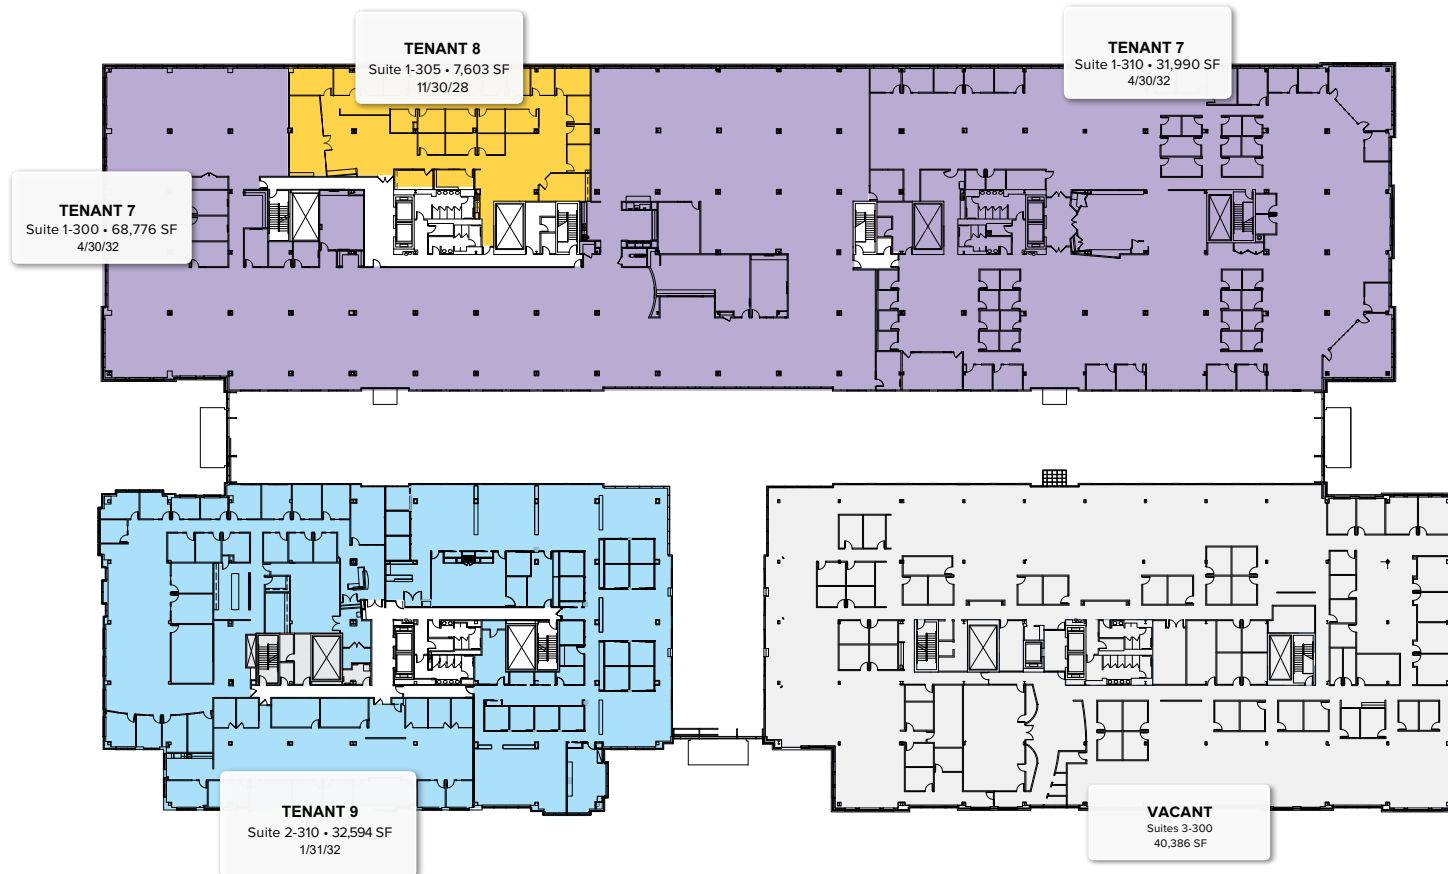 TENANT 8
Suite 1-305 • 7,603 SF
11/30/28
TENANT 7
Suite 1-310 • 31,990 SF
4/30/32
TENANT 7
Suite 1-300 • 68,776 SF
4/30/32
TENANT 9
Suite 2-310 • 32,594 SF
1/31/32
VACANT
Suites 3-300
40,386 SF